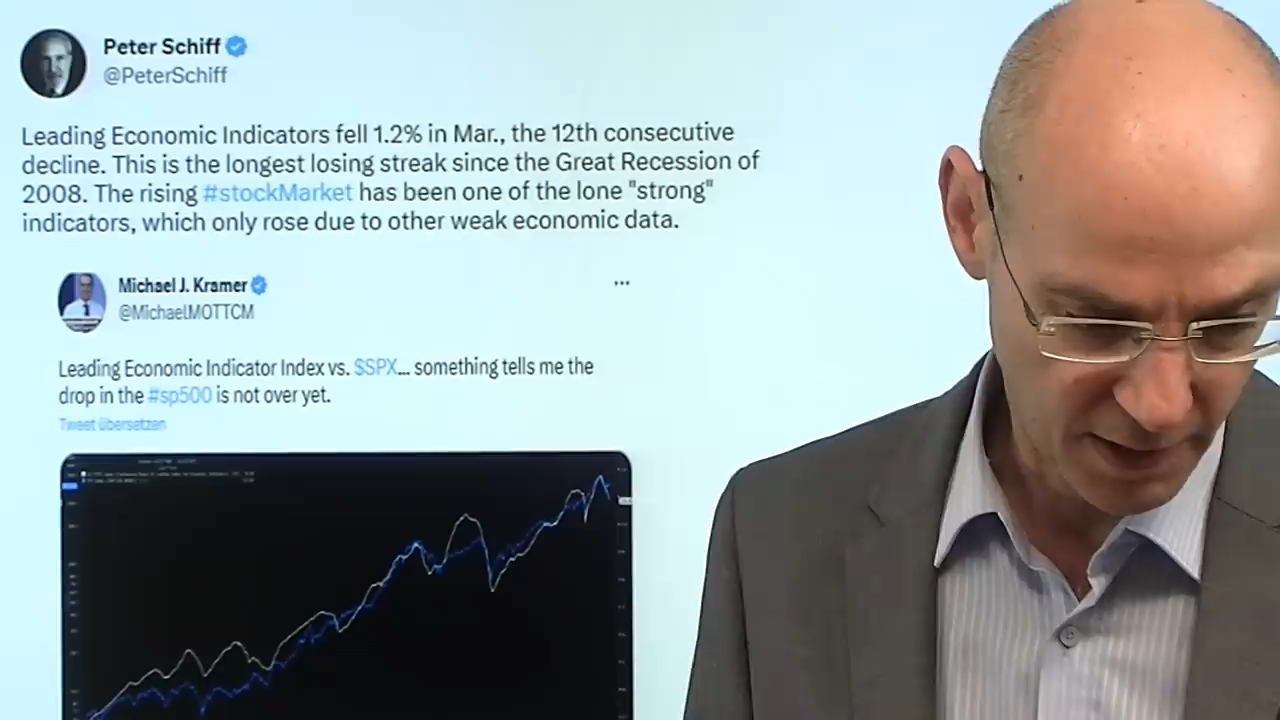 Peter Schiff
@PeterSchiff
Leading Economic Indicators fell 1.2% in Mar., the 12th consecutive
decline. This is the longest losing streak since the Great Recession of
2008. The rising #stockMarket has been one of the lone "strong"
indicators, which only rose due to other weak economic data.
Michael J. Kramer
@MichaelMOTTCM
...
Leading Economic Indicator Index vs. $SPX... something tells me the
drop in the #sp500 is not over yet.
Tweet übersetzen